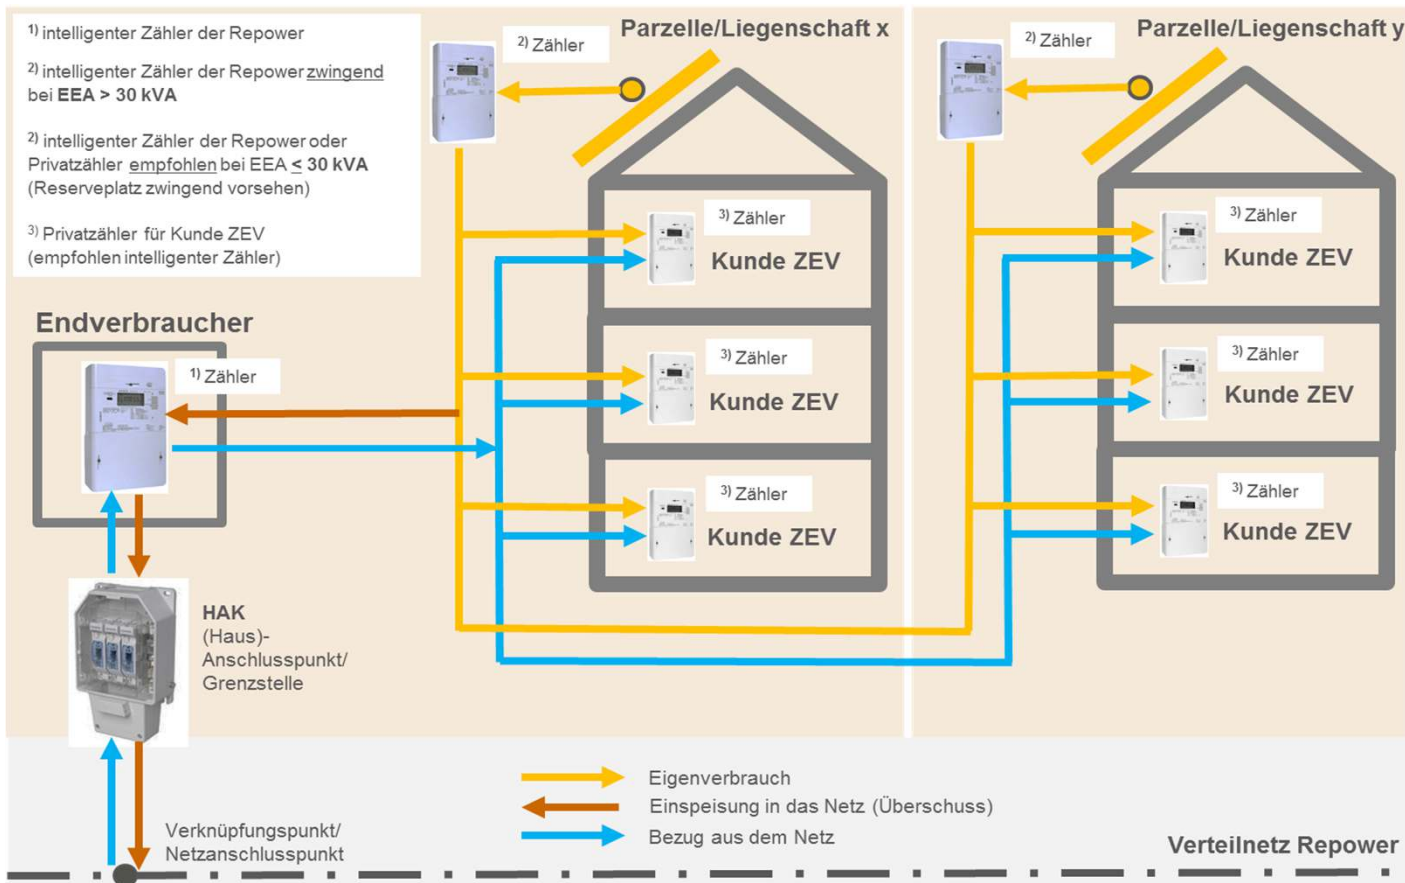 1) intelligenter Zähler der Repower
2) intelligenter Zähler der Repower zwingend
bei EEA > 30 kVA
2) intelligenter Zähler der Repower oder
Privatzähler empfohlen bei EEA ≤ 30 kVA
(Reserveplatz zwingend vorsehen)
3) Privatzähler für Kunde ZEV
(empfohlen intelligenter Zähler)
2) Zähler
Parzelle/Liegenschaft x
3) Zähler
Kunde ZEV
3) Zähler
Kunde ZEV
3) Zähler
Kunde ZEV
2) Zähler
Parzelle/Liegenschaft y
3) Zähler
Kunde ZEV
3) Zähler
Kunde ZEV
3) Zähler
Kunde ZEV
Endverbraucher
1) Zähler
HAK
(Haus)-
Anschlusspunkt/
Grenzstelle
Verknüpfungspunkt/
Netzanschlusspunkt
Eigenverbrauch
Einspeisung in das Netz (Überschuss)
Bezug aus dem Netz
Verteilnetz Repower